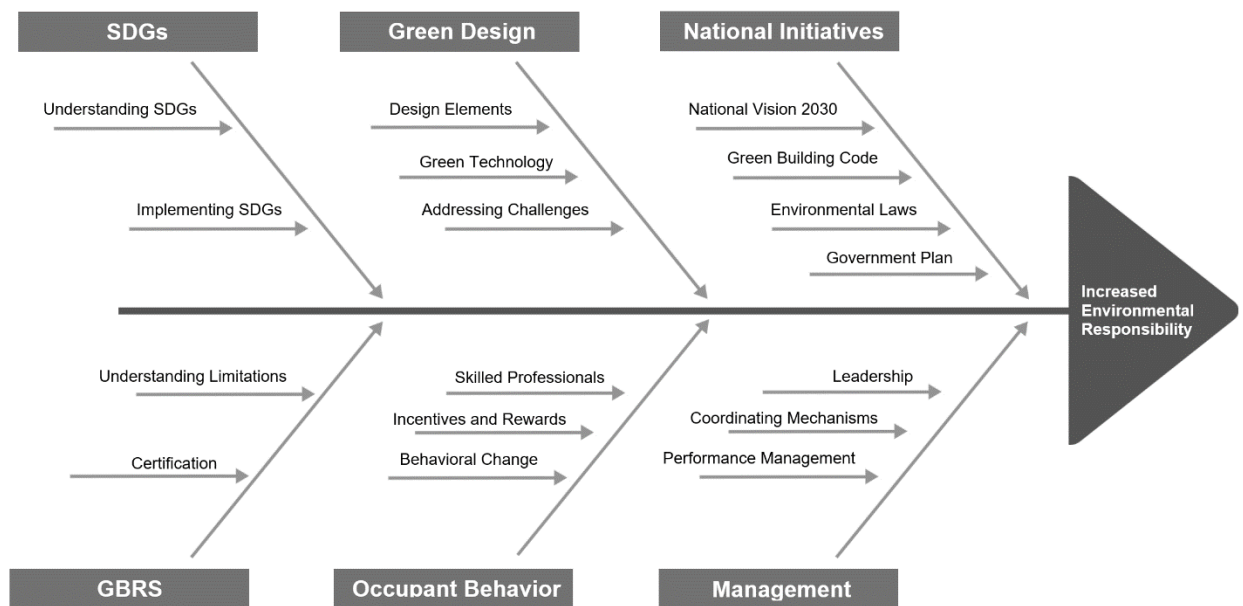 SDGs
Green Design
National Initiatives
Understanding SDGs
Implementing SDGs
Design Elements
Green Technology
Addressing Challenges
National Vision 2030
Green Building Code
Environmental Laws
Government Plan
Increased
Environmental
Responsibility
Understanding Limitations
Certification
Skilled Professionals
Incentives and Rewards
Behavioral Change
Leadership
Coordinating Mechanisms
Performance Management
GBRS
Occupant Behavior
Management